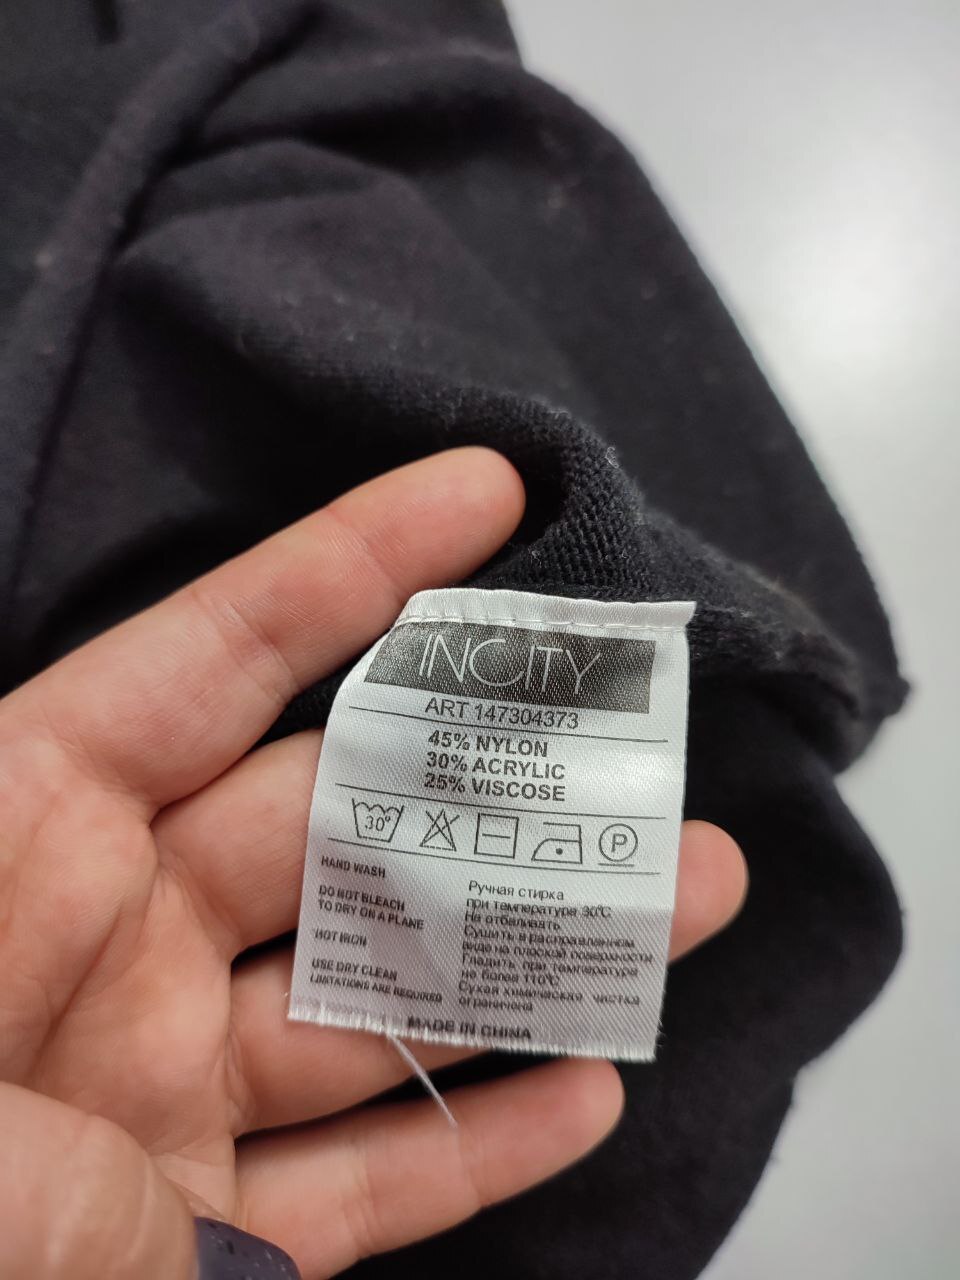 INCITY
ART 147304373
45% NYLON
30% ACRYLIC
25% VISCOSE
30°
P
HAND WASH
DO NOT BLEACH
TO DRY ON A PLANE
HOT IRON
USE DRY CLEAN
LIMITATIONS ARE REQUIRED
Ручная стирка
при температуре 30°C
Не отбеливать
Сушить в расправленном
виде на плоской поверхности
Гладить при температуре
не более 110°C
Сухая химическая чистка
ограничена
MADE IN CHINA